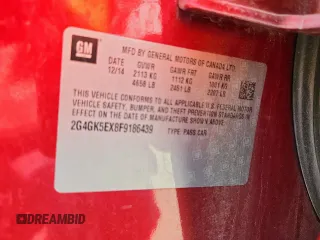 GM
MFD BY GENERAL MOTORS OF CANADA LTD
DATE GVWR GAWR FRT GAWR RR
12/14 2113 KG 1112 KG 1001 KG
4658 LB 2451 LB 2207 LB
THIS VEHICLE CONFORMS TO ALL APPLICABLE U.S. FEDERAL MOTOR
VEHICLE SAFETY, BUMPER, AND THEFT PREVENTION STANDARDS
IN EFFECT ON THE DATE OF MANUFACTURE SHOWN ABOVE.
2G4GK5EX8F9186439 TYPE: PASS CAR
DREAMBID